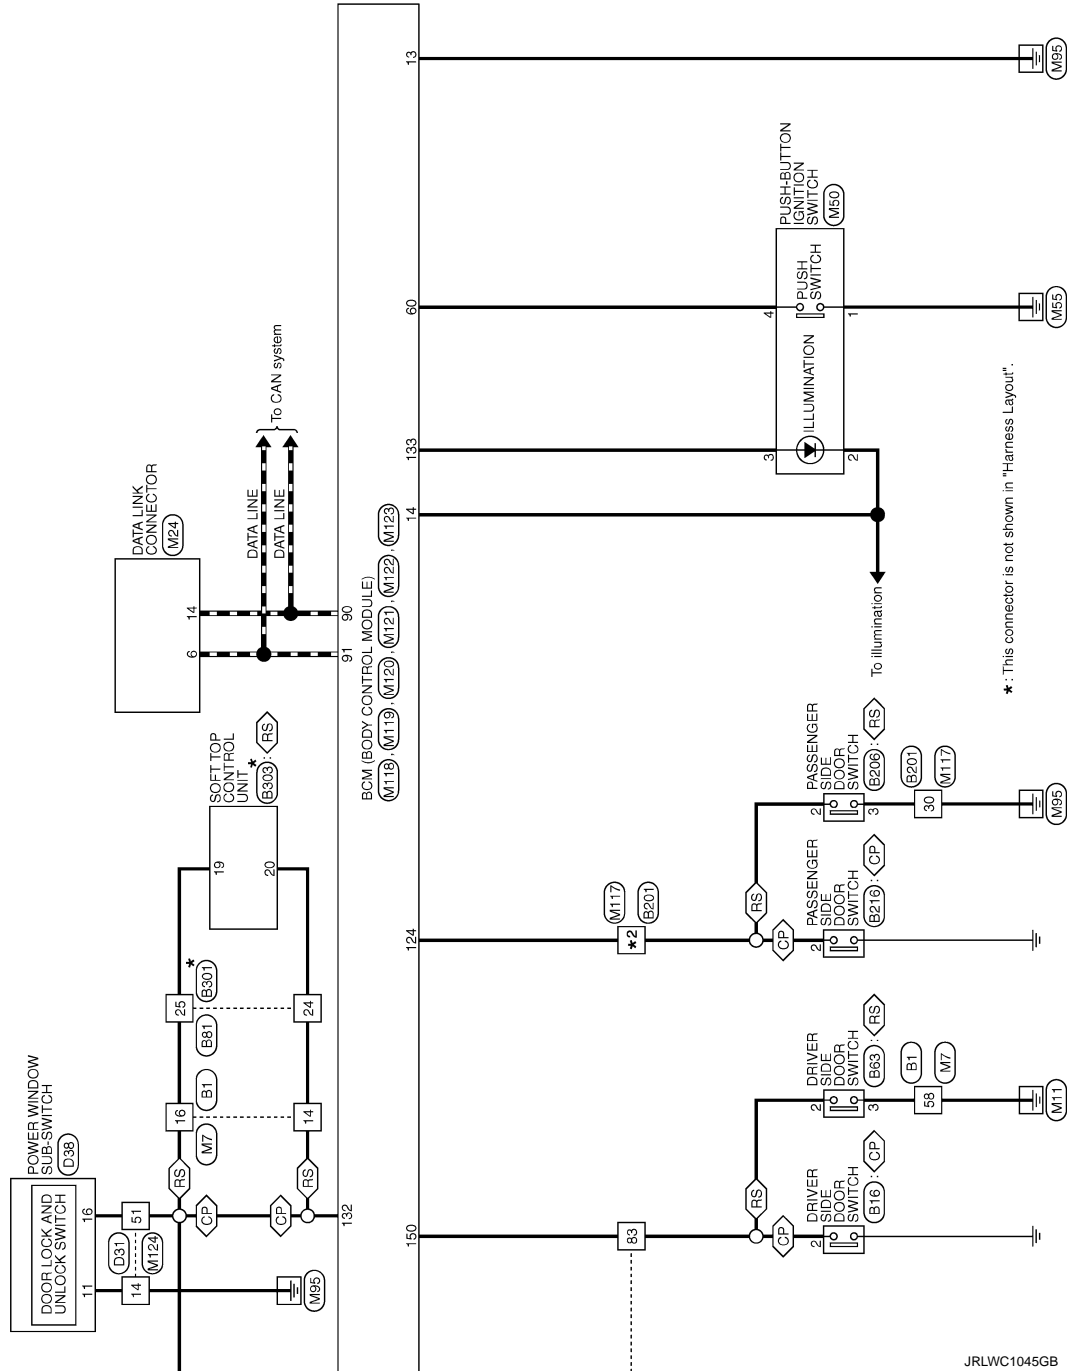 POWER WINDOW
SUB-SWITCH
D38
DOOR LOCK AND
UNLOCK SWITCH
11
16
14
51
D31
M124
M95
RS
CP
CP
RS
132
16
M7
B1
14
25
B81
B301
*
24
SOFT TOP
CONTROL
UNIT *
B303 : RS
19
20
DATA LINK
CONNECTOR
M24
6
14
DATA LINE
DATA LINE
To CAN system
91
90
BCM (BODY CONTROL MODULE)
M118 , M119 , M120 , M121 , M122 , M123
150
83
RS
CP
2
DRIVER
SIDE
DOOR
SWITCH
B16 : CP
2
3
DRIVER
SIDE
DOOR
SWITCH
B63 : RS
58
B1
M7
M11
124
*2
M117
B201
RS
CP
2
PASSENGER
SIDE
DOOR
SWITCH
B216 : CP
2
3
PASSENGER
SIDE
DOOR
SWITCH
B206 : RS
30
B201
M117
M95
14
133
60
13
To illumination
3
2
ILLUMINATION
4
1
PUSH
SWITCH
PUSH-BUTTON
IGNITION
SWITCH
M50
M55
M95
* : This connector is not shown in "Harness Layout".
JRLWC1045GB